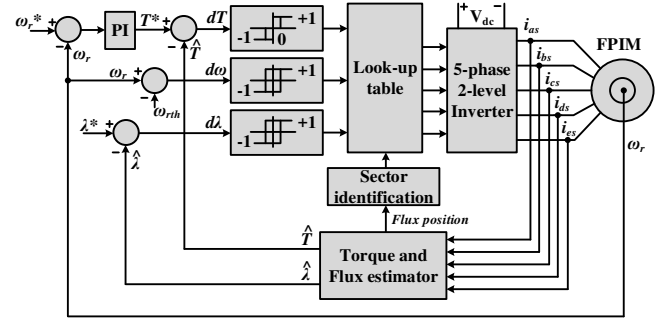 ωr* + − ωr
PI
T* + − T̂
dT
-1 0 +1
ωr + − ωrth
dω
-1 +1
λ* + − λ̂
dλ
-1 +1
Look-up
table
+ Vdc −
5-phase
2-level
Inverter
ias
ibs
ics
ids
ies
FPIM
ωr
Sector
identification
Flux position
T̂
λ̂
Torque and
Flux estimator